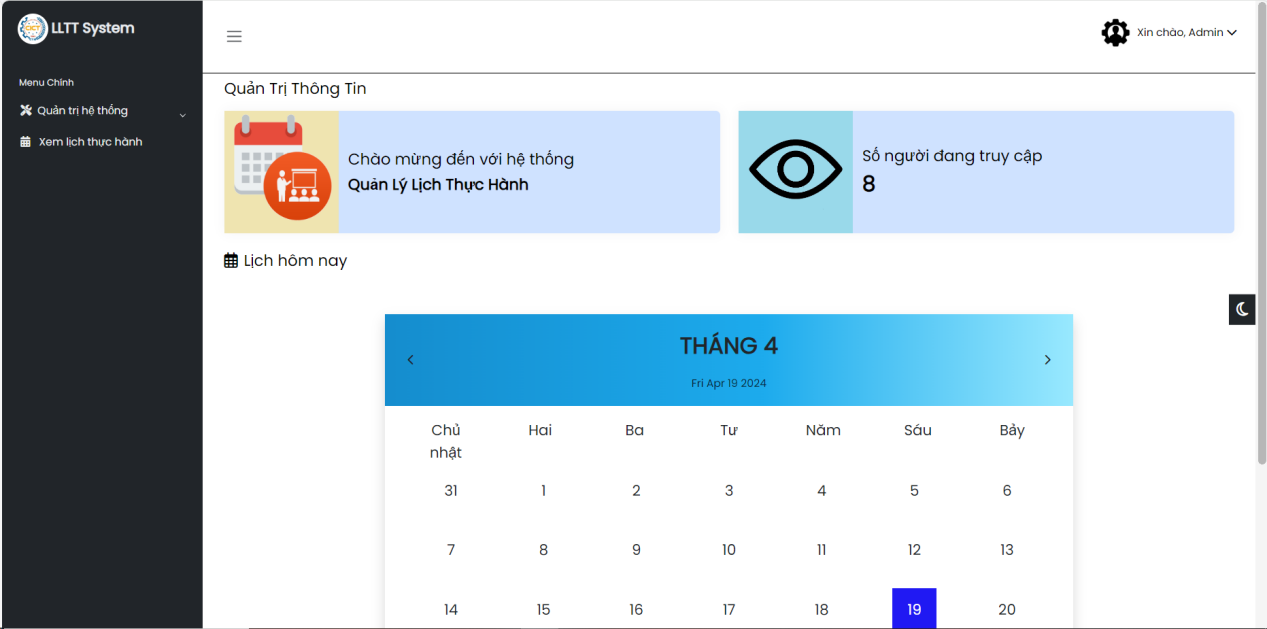 LLTT System
Xin chào, Admin
Menu Chính
Quản trị hệ thống
Xem lịch thực hành
Quản Trị Thông Tin
Chào mừng đến với hệ thống
Quản Lý Lịch Thực Hành
Số người đang truy cập
8
Lịch hôm nay
THÁNG 4
Fri Apr 19 2024
Chủ nhật Hai Ba Tư Năm Sáu Bảy
31 1 2 3 4 5 6
7 8 9 10 11 12 13
14 15 16 17 18 19 20